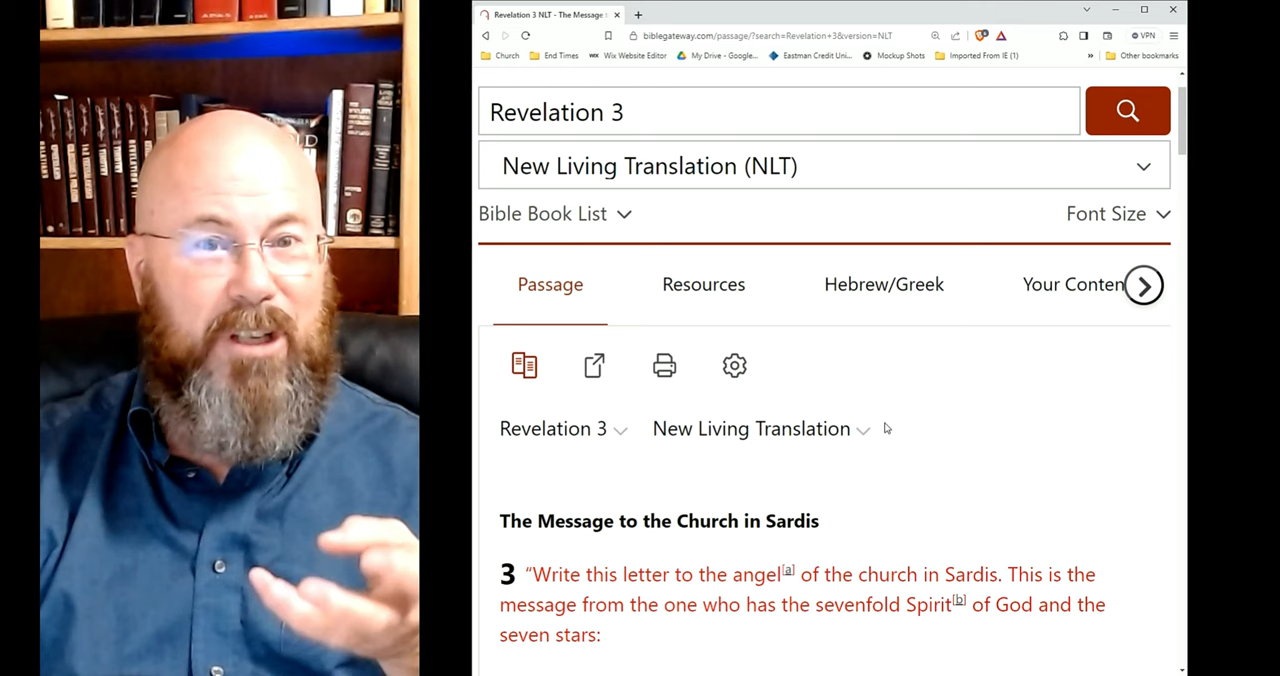 Revelation 3 NLT - The Message
biblegateway.com/passage/?search=Revelation+3&version=NLT
VPN
Church End Times Wix Website Editor My Drive - Google... Eastman Credit Uni... Mockup Shots Imported From IE (1) » Other bookmarks
Revelation 3
New Living Translation (NLT)
Bible Book List Font Size
Passage Resources Hebrew/Greek Your Conten
Revelation 3 New Living Translation
The Message to the Church in Sardis
3 “Write this letter to the angel[a] of the church in Sardis. This is the
message from the one who has the sevenfold Spirit[b] of God and the
seven stars: